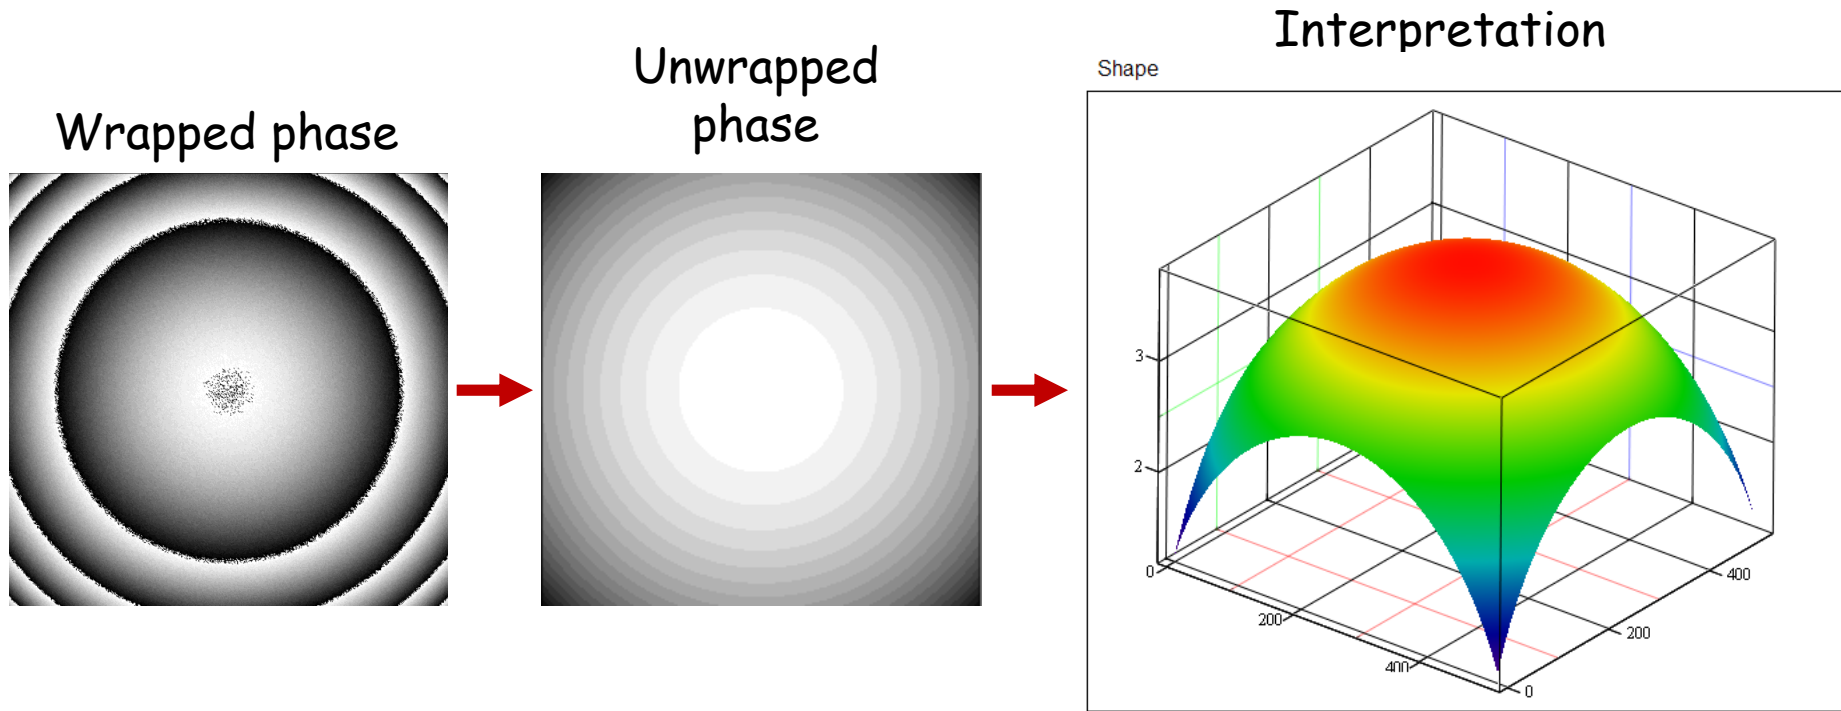 Wrapped phase
Unwrapped
phase
Interpretation
Shape
3
2
0
200
400
0
200
400